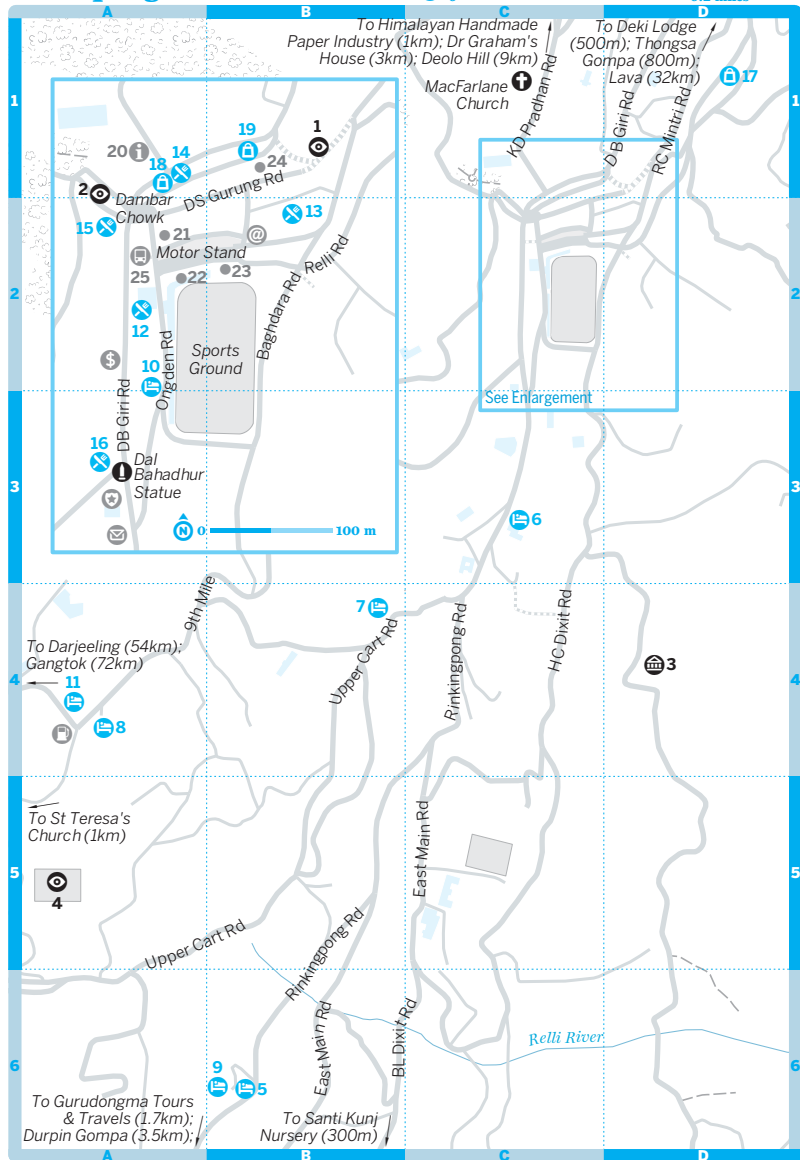 A
B
C
D
To Himalayan Handmade
Paper Industry (1km); Dr Graham's
House (3km); Deolo Hill (9km)
To Deki Lodge
(500m); Thongsa
Gompa (800m);
Lava (32km)
17
MacFarlane
Church
KD Pradhan Rd
D B Giri Rd
RC Mintri Rd
1
1
20
i
18
14
19
1
24
2
Dambar
Chowk
DS Gurung Rd
15
13
21
@
Motor Stand
25
22
23
Relli Rd
Baghdara Rd
2
2
12
Sports
Ground
$
10
Ongden Rd
DB Giri Rd
See Enlargement
16
Dal
Bahadhur
Statue
3
3
N
0
100 m
6
9th Mile
7
Upper Cart Rd
Rinkingpong Rd
HC Dixit Rd
To Darjeeling (54km);
Gangtok (72km)
3
4
4
11
8
To St Teresa's
Church (1km)
East Main Rd
5
5
4
Upper Cart Rd
Rinkingpong Rd
East Main Rd
BL Dixit Rd
Relli River
6
6
9
5
To Gurudongma Tours
& Travels (1.7km);
Durpin Gompa (3.5km);
To Santi Kunj
Nursery (300m)
A
B
C
D